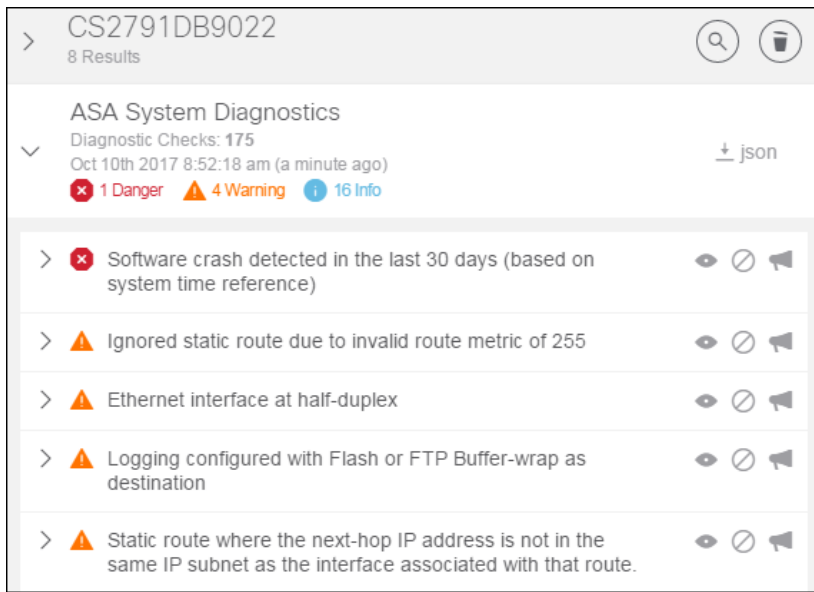 CS2791DB9022
8 Results
ASA System Diagnostics
Diagnostic Checks: 175
Oct 10th 2017 8:52:18 am (a minute ago)
json
1 Danger 4 Warning 16 Info
Software crash detected in the last 30 days (based on
system time reference)
Ignored static route due to invalid route metric of 255
Ethernet interface at half-duplex
Logging configured with Flash or FTP Buffer-wrap as
destination
Static route where the next-hop IP address is not in the
same IP subnet as the interface associated with that route.